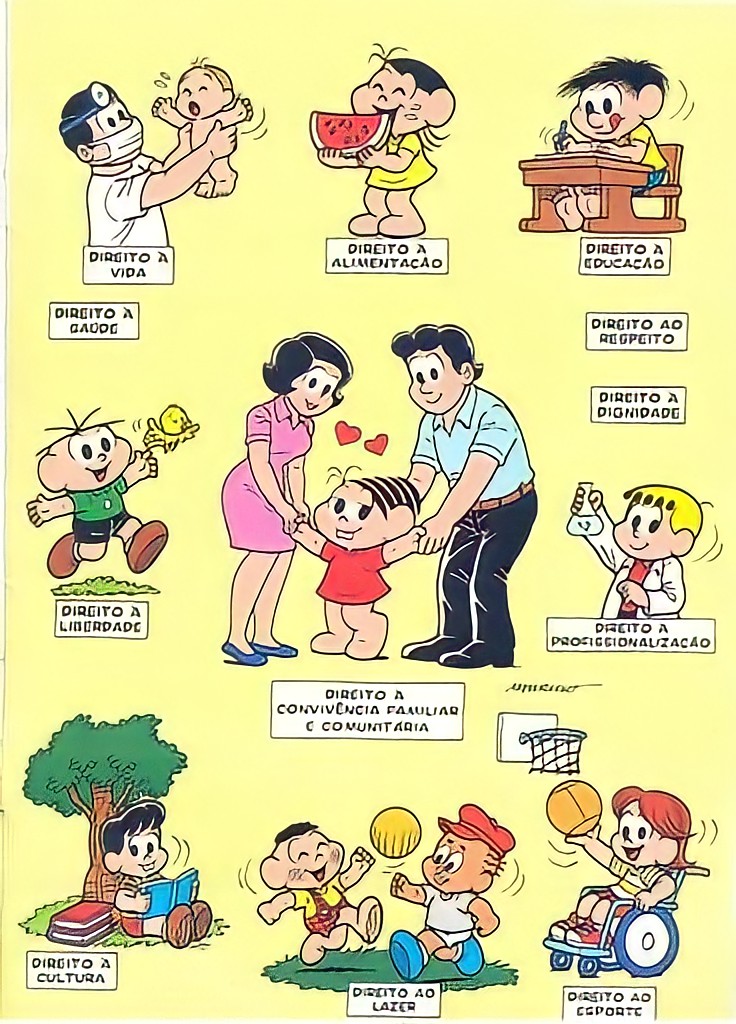 DIREITO À
VIDA
DIREITO À
ALIMENTAÇÃO
DIREITO À
EDUCAÇÃO
DIREITO À
SAÚDE
DIREITO AO
RESPEITO
DIREITO À
DIGNIDADE
DIREITO À
LIBERDADE
DIREITO À
PROFISSIONALIZAÇÃO
DIREITO À
CONVIVÊNCIA FAMILIAR
E COMUNITÁRIA
DIREITO À
CULTURA
DIREITO AO
LAZER
DIREITO AO
ESPORTE